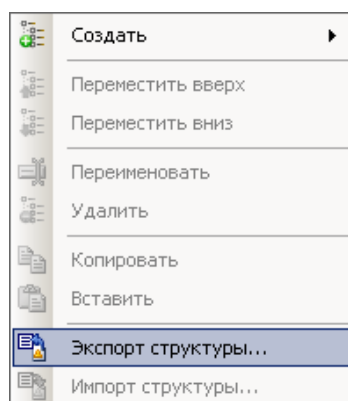 Создать
Переместить вверх
Переместить вниз
Переименовать
Удалить
Копировать
Вставить
Экспорт структуры...
Импорт структуры...